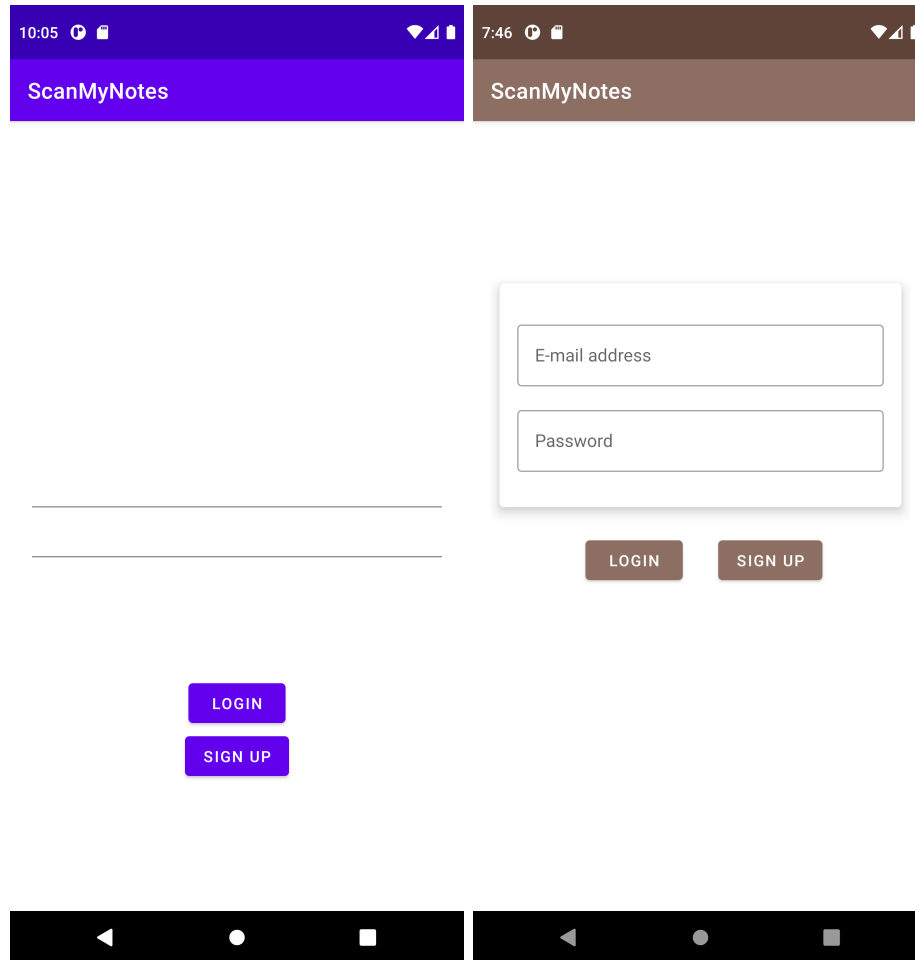 10:05
ScanMyNotes
LOGIN
SIGN UP
7:46
ScanMyNotes
E-mail address
Password
LOGIN
SIGN UP